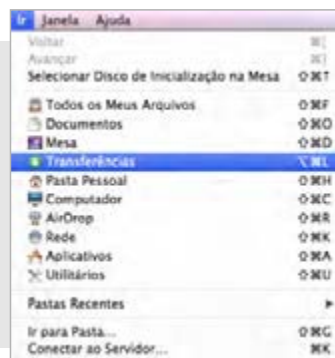 Ir Janela Ajuda
Voltar ⌘[
Avançar ⌘]
Selecionar Disco de Inicialização na Mesa ⇧⌘T
Todos os Meus Arquivos ⇧⌘F
Documentos ⇧⌘O
Mesa ⇧⌘D
Transferências ⌥⌘L
Pasta Pessoal ⇧⌘H
Computador ⇧⌘C
AirDrop ⇧⌘R
Rede ⇧⌘K
Aplicativos ⇧⌘A
Utilitários ⇧⌘U
Pastas Recentes ▶
Ir para Pasta... ⇧⌘G
Conectar ao Servidor... ⌘K